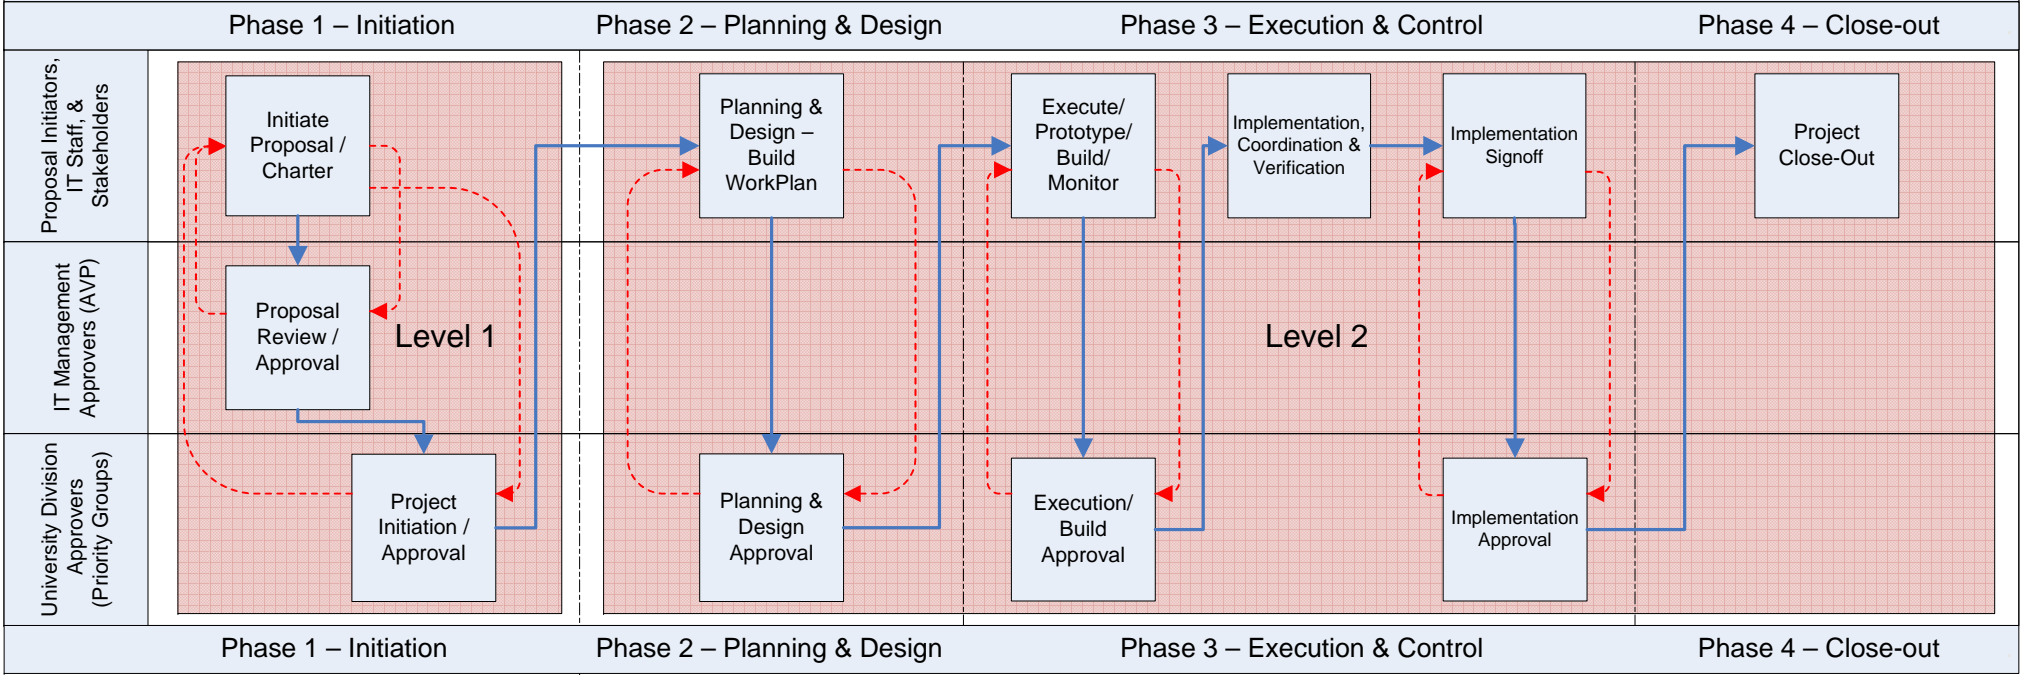 Phase 1 – Initiation
Phase 2 – Planning & Design
Phase 3 – Execution & Control
Phase 4 – Close-out
Proposal Initiators,
IT Staff, &
Stakeholders
Initiate
Proposal /
Charter
Planning &
Design –
Build
WorkPlan
Execute/
Prototype/
Build/
Monitor
Implementation,
Coordination &
Verification
Implementation
Signoff
Project
Close-Out
IT Management
Approvers (AVP)
Proposal
Review /
Approval
Level 1
Level 2
University Division
Approvers
(Priority Groups)
Project
Initiation /
Approval
Planning &
Design
Approval
Execution/
Build
Approval
Implementation
Approval
Phase 1 – Initiation
Phase 2 – Planning & Design
Phase 3 – Execution & Control
Phase 4 – Close-out